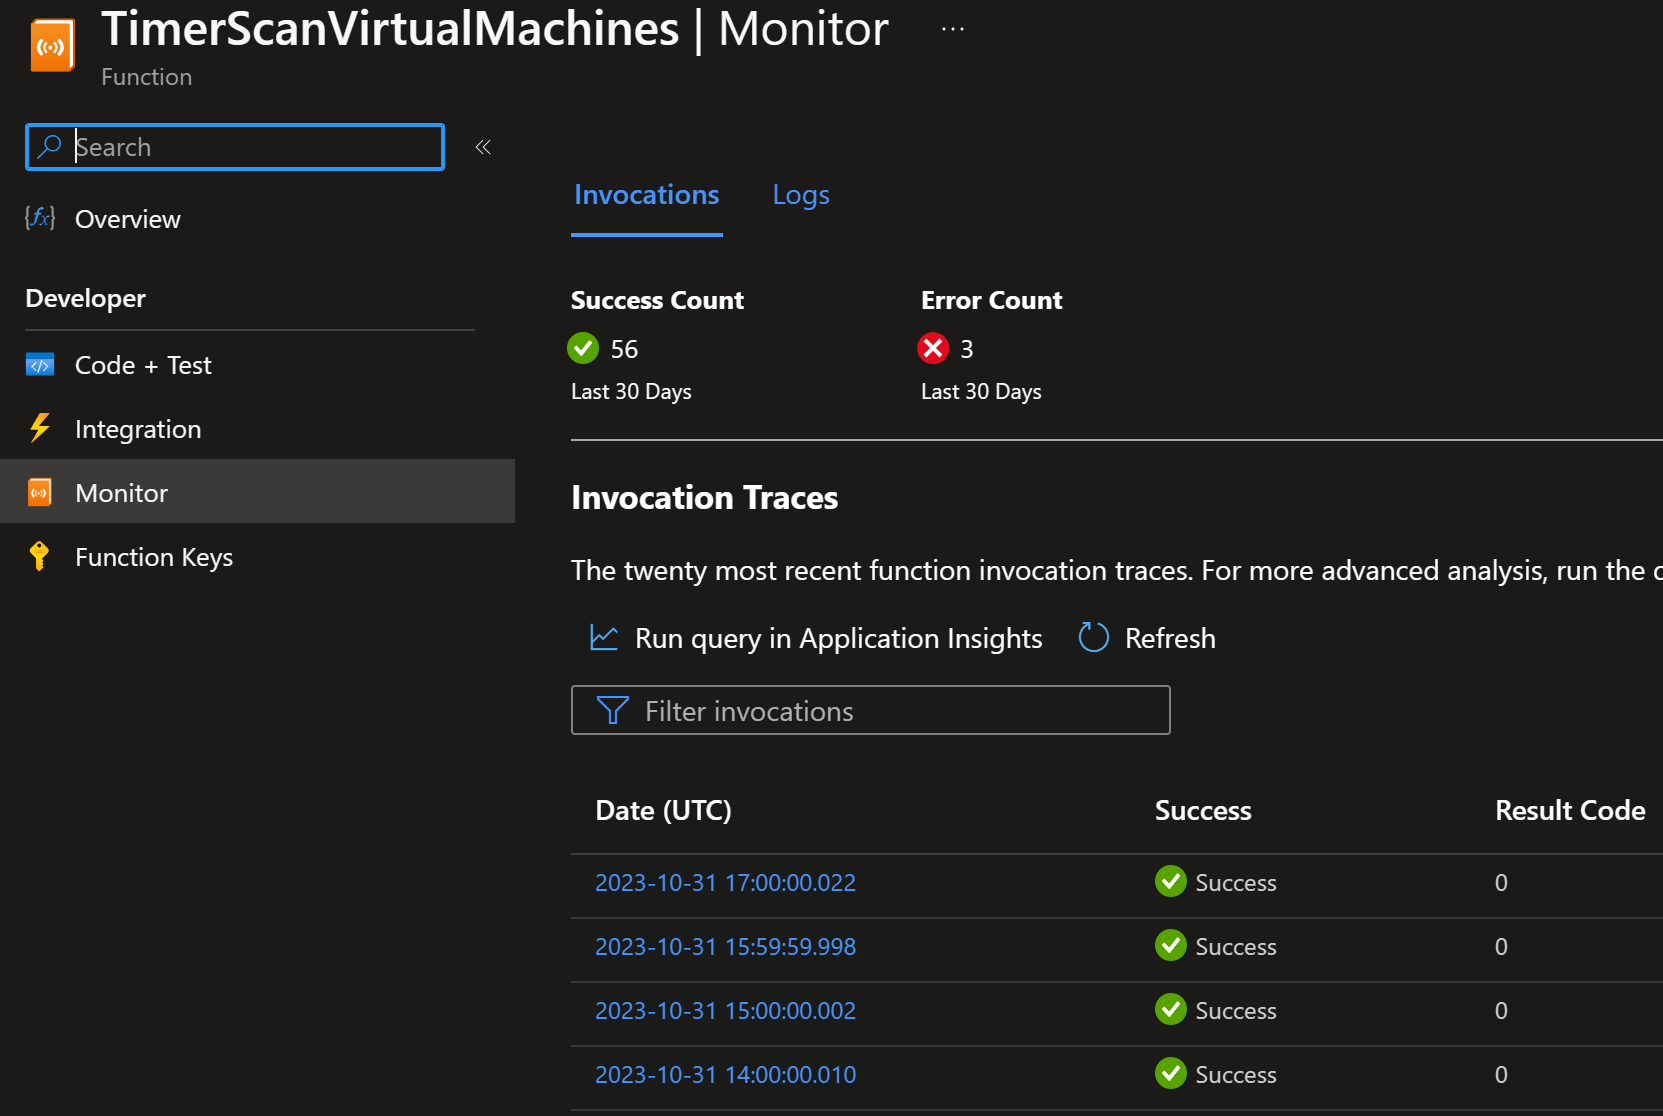 TimerScanVirtualMachines | Monitor ...
Function
Search
Overview
Developer
Code + Test
Integration
Monitor
Function Keys
Invocations Logs
Success Count Error Count
56 3
Last 30 Days Last 30 Days
Invocation Traces
The twenty most recent function invocation traces. For more advanced analysis, run the
Run query in Application Insights Refresh
Filter invocations
Date (UTC) Success Result Code
2023-10-31 17:00:00.022 Success 0
2023-10-31 15:59:59.998 Success 0
2023-10-31 15:00:00.002 Success 0
2023-10-31 14:00:00.010 Success 0